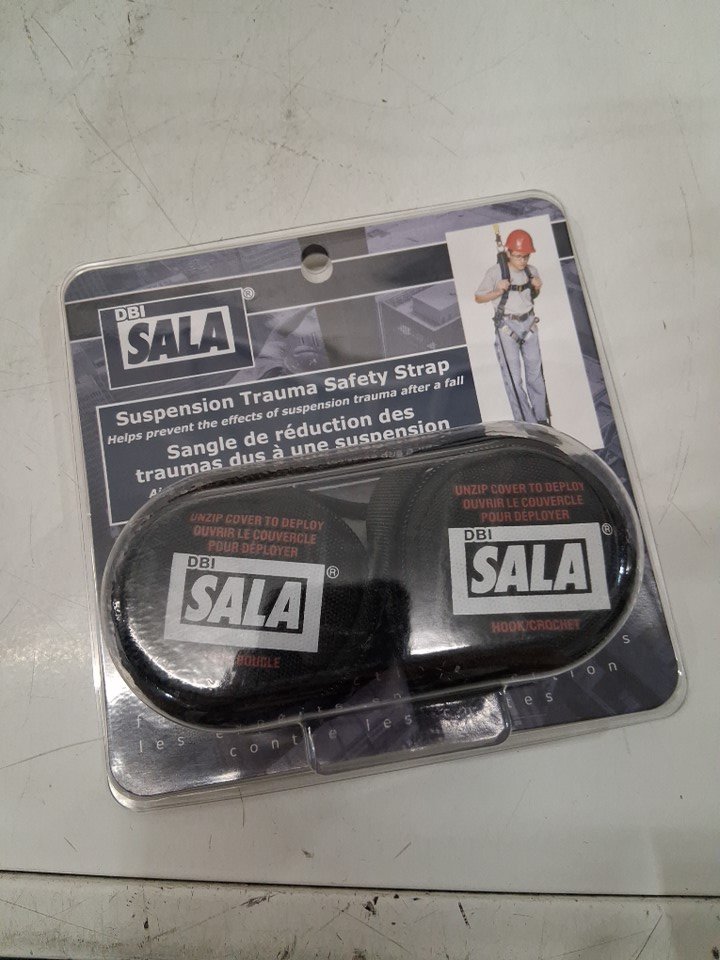 DBI
SALA®
Suspension Trauma Safety Strap
Helps prevent the effects of suspension trauma after a fall
Sangle de réduction des
traumas dus à une suspension
UNZIP COVER TO DEPLOY
OUVRIR LE COUVERCLE
POUR DÉPLOYER
DBI
SALA®
BOUCLE
UNZIP COVER TO DEPLOY
OUVRIR LE COUVERCLE
POUR DÉPLOYER
DBI
SALA®
HOOK/CROCHET
les